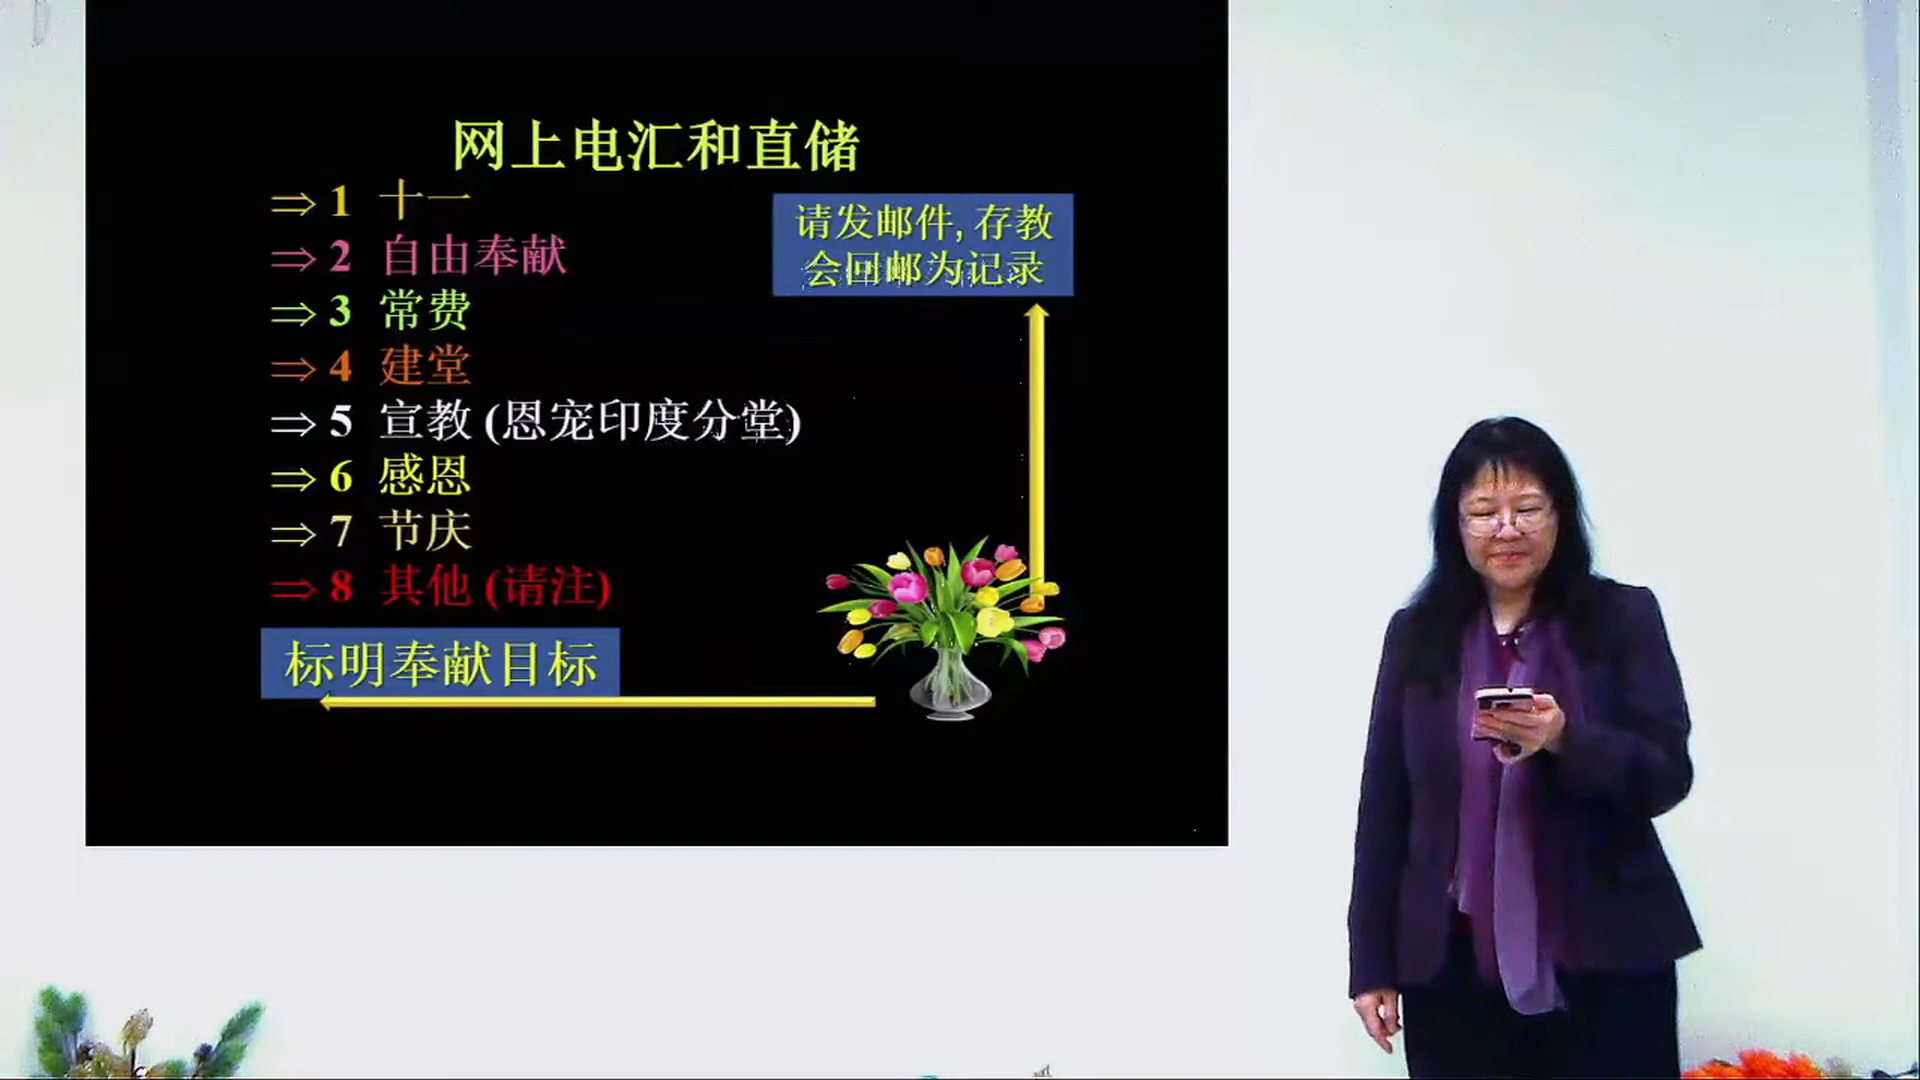 网上电汇和直储
⇒ 1 十一
⇒ 2 自由奉献
⇒ 3 常费
⇒ 4 建堂
⇒ 5 宣教 (恩宠印度分堂)
⇒ 6 感恩
⇒ 7 节庆
⇒ 8 其他 (请注)
请发邮件, 存教
会回邮为记录
标明奉献目标